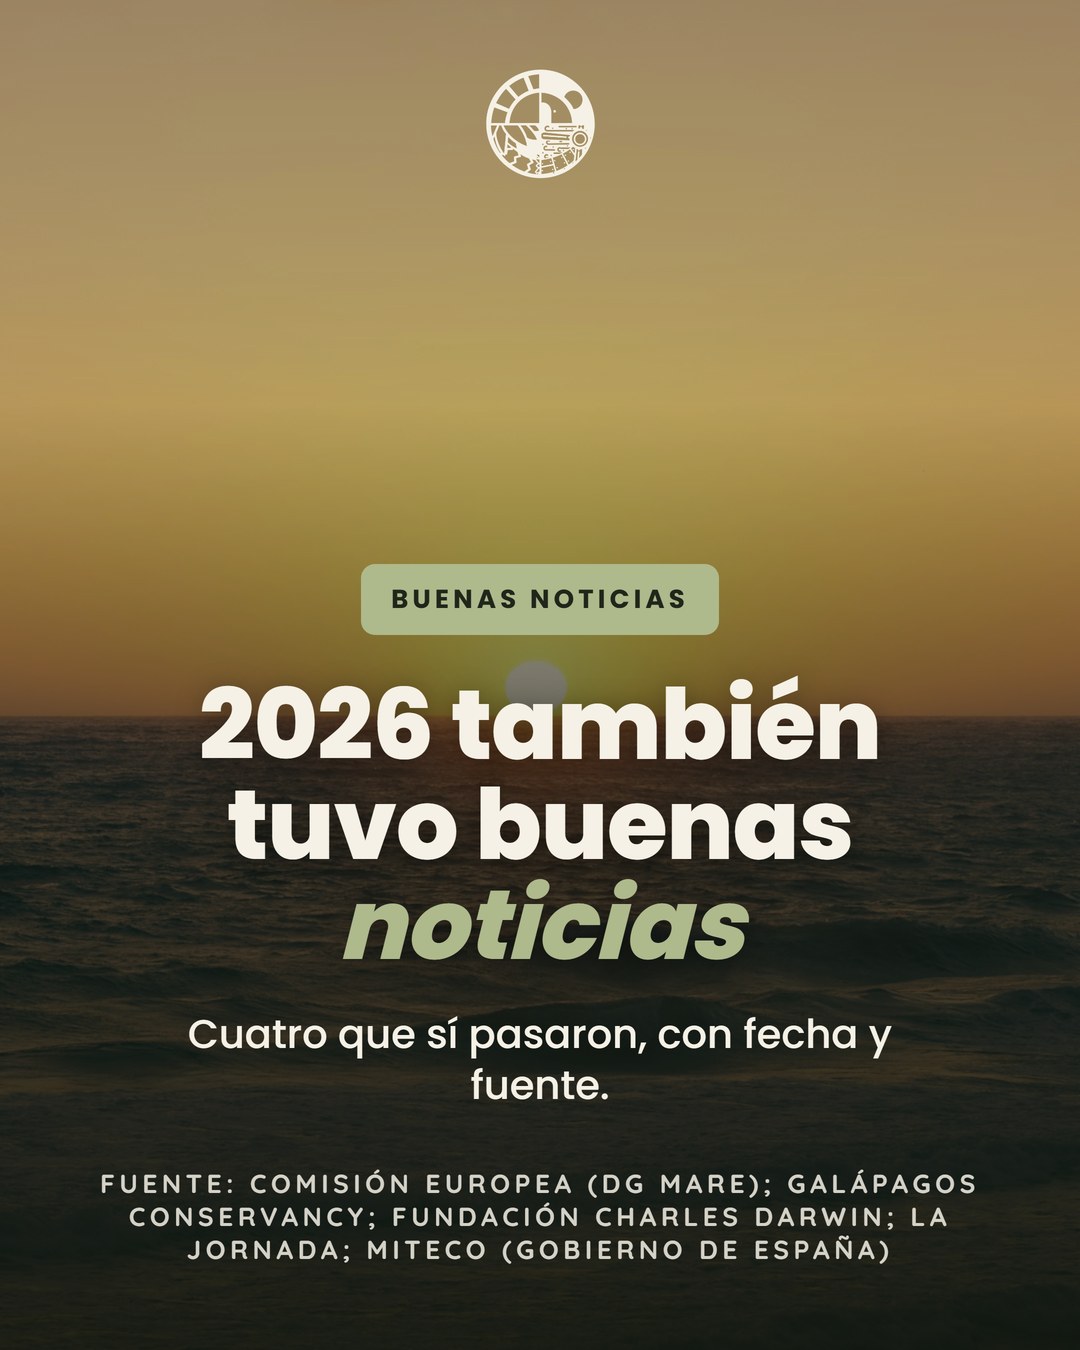 BUENAS NOTICIAS
2026 también
tuvo buenas
noticias
Cuatro que sí pasaron, con fecha y
fuente.
FUENTE: COMISIÓN EUROPEA (DG MARE); GALÁPAGOS
CONSERVANCY; FUNDACIÓN CHARLES DARWIN; LA
JORNADA; MITECO (GOBIERNO DE ESPAÑA)